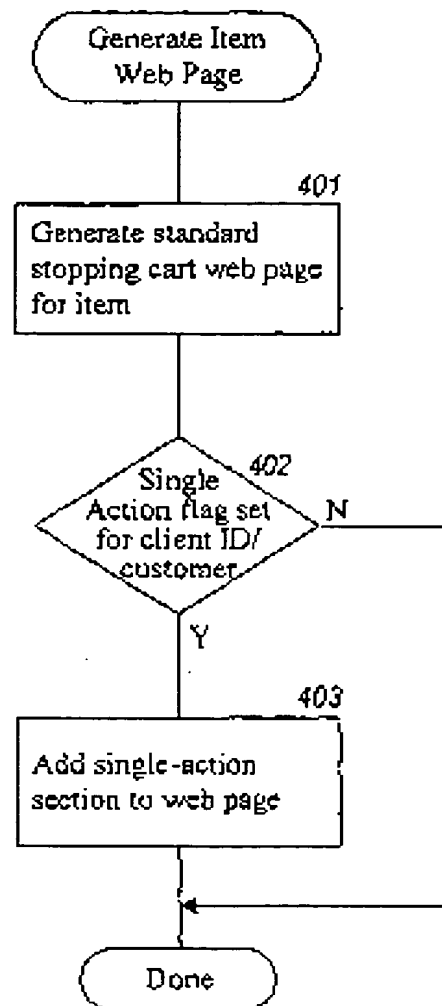 Generate Item
Web Page
401
Generate standard
stopping cart web page
for item
402
Single
Action flag set
for client ID/
customer
N
Y
403
Add single-action
section to web page
Done